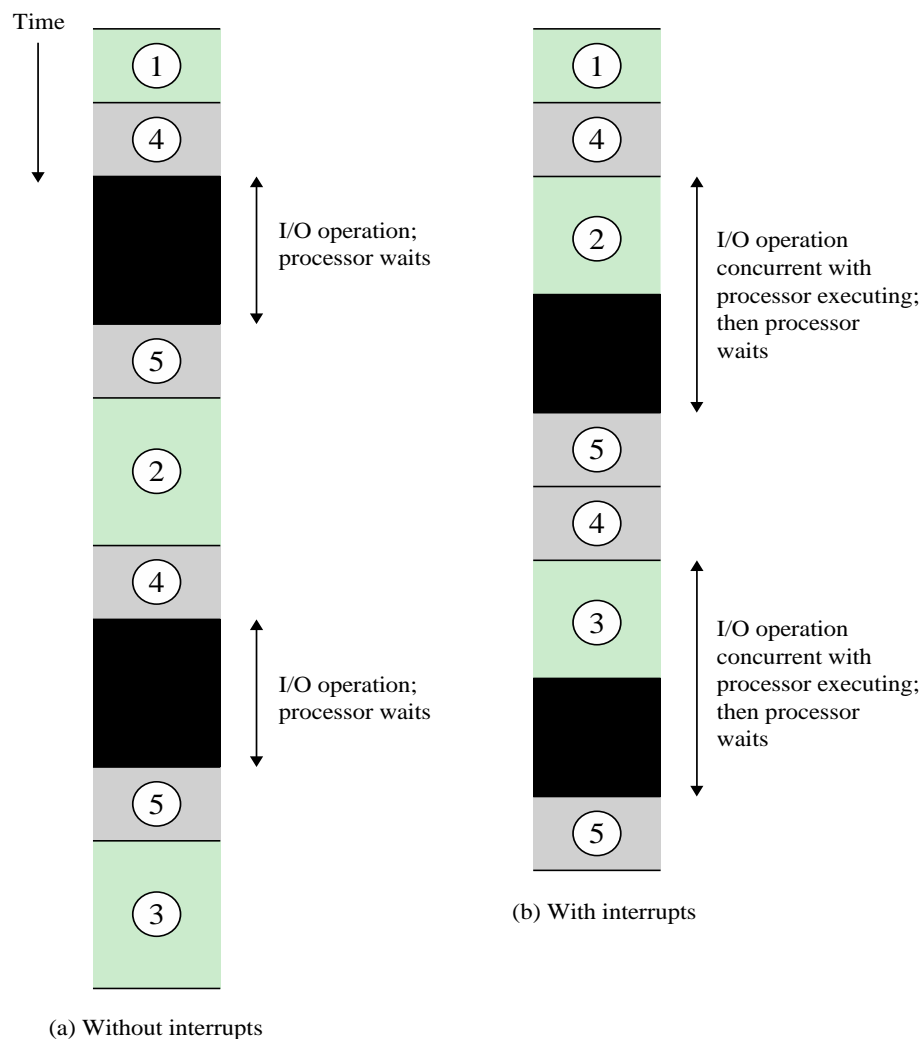 Time
1
4
I/O operation;
processor waits
5
2
4
I/O operation;
processor waits
5
3
(a) Without interrupts
1
4
2
I/O operation
concurrent with
processor executing;
then processor
waits
5
4
3
I/O operation
concurrent with
processor executing;
then processor
waits
5
(b) With interrupts